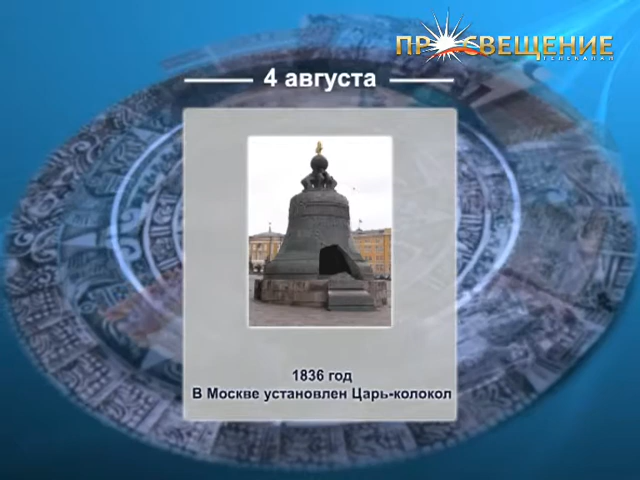 ПРОСВЕЩЕНИЕ
ТЕЛЕКАНАЛ
4 августа
1836 год
В Москве установлен Царь-колокол